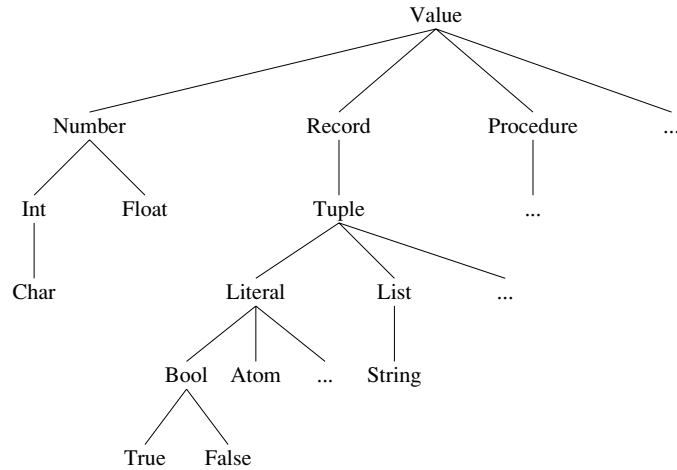 Value
Number Record Procedure ...
Int Float Tuple ...
Char Literal List ...
Bool Atom ... String
True False